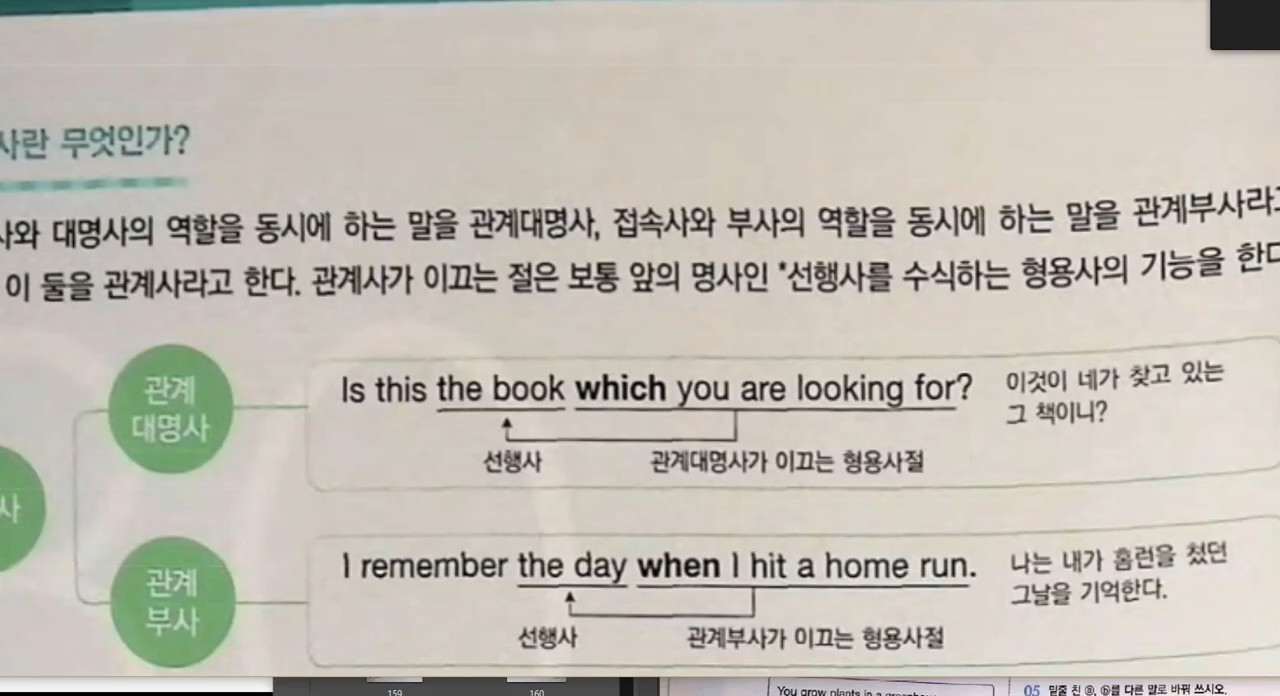 사란 무엇인가?
사와 대명사의 역할을 동시에 하는 말을 관계대명사, 접속사와 부사의 역할을 동시에 하는 말을 관계부사라고
이 둘을 관계사라고 한다. 관계사가 이끄는 절은 보통 앞의 명사인 *선행사를 수식하는 형용사의 기능을 한다
관계
대명사
Is this the book which you are looking for?
이것이 네가 찾고 있는
그 책이니?
선행사 관계대명사가 이끄는 형용사절
사
관계
부사
I remember the day when I hit a home run.
나는 내가 홈런을 쳤던
그날을 기억한다.
선행사 관계부사가 이끄는 형용사절
159 160
You grow plants in a
05 밑줄 친 ⓐ, ⓑ를 다른 말로 바꿔 쓰시오.